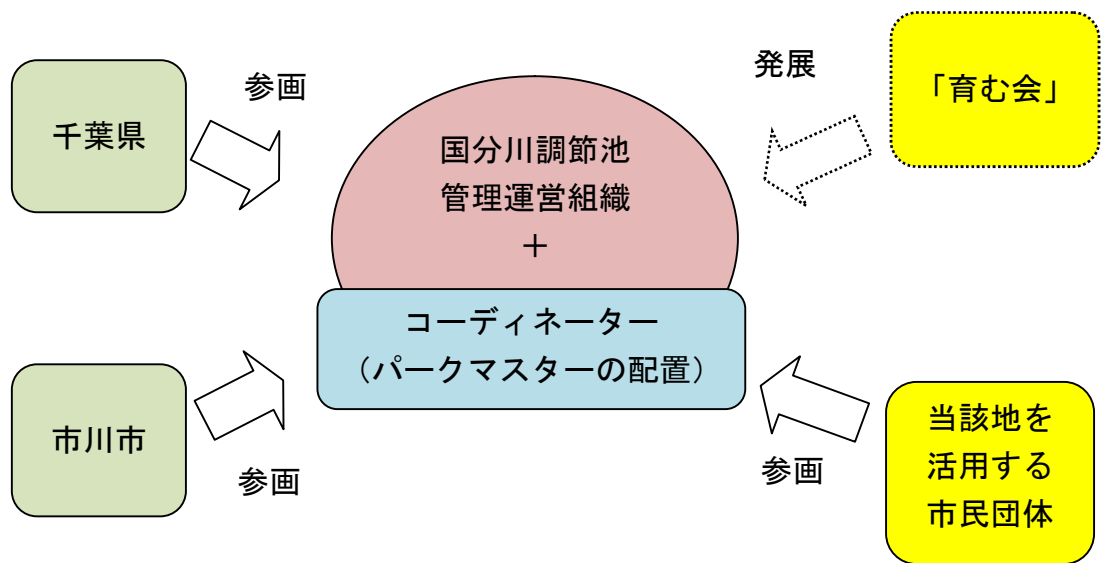 千葉県
参画
国分川調節池
管理運営組織
＋
コーディネーター
（パークマスターの配置）
発展
「育む会」
市川市
参画
参画
当該地を
活用する
市民団体